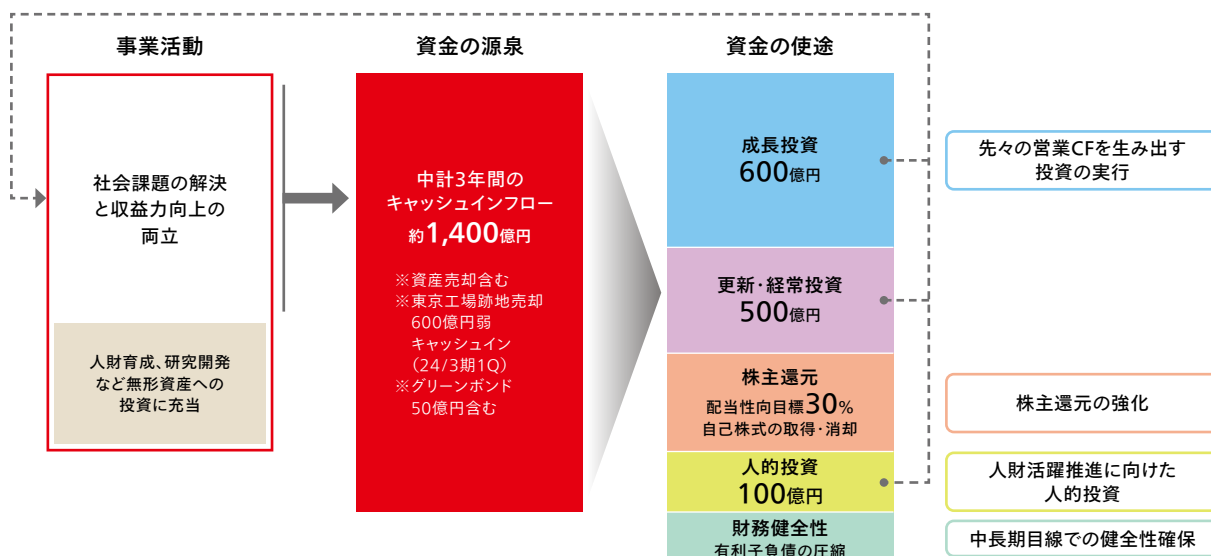 事業活動
社会課題の解決
と収益力向上の
両立
人財育成、研究開発
など無形資産への
投資に充当
資金の源泉
中計3年間の
キャッシュインフロー
約1,400億円
※資産売却含む
※東京工場跡地売却
600億円弱
キャッシュイン
（24/3期1Q）
※グリーンボンド
50億円含む
資金の使途
成長投資
600億円
更新・経常投資
500億円
株主還元
配当性向目標30%
自己株式の取得・消却
人的投資
100億円
財務健全性
有利子負債の圧縮
先々の営業CFを生み出す
投資の実行
株主還元の強化
人財活躍推進に向けた
人的投資
中長期目線での健全性確保